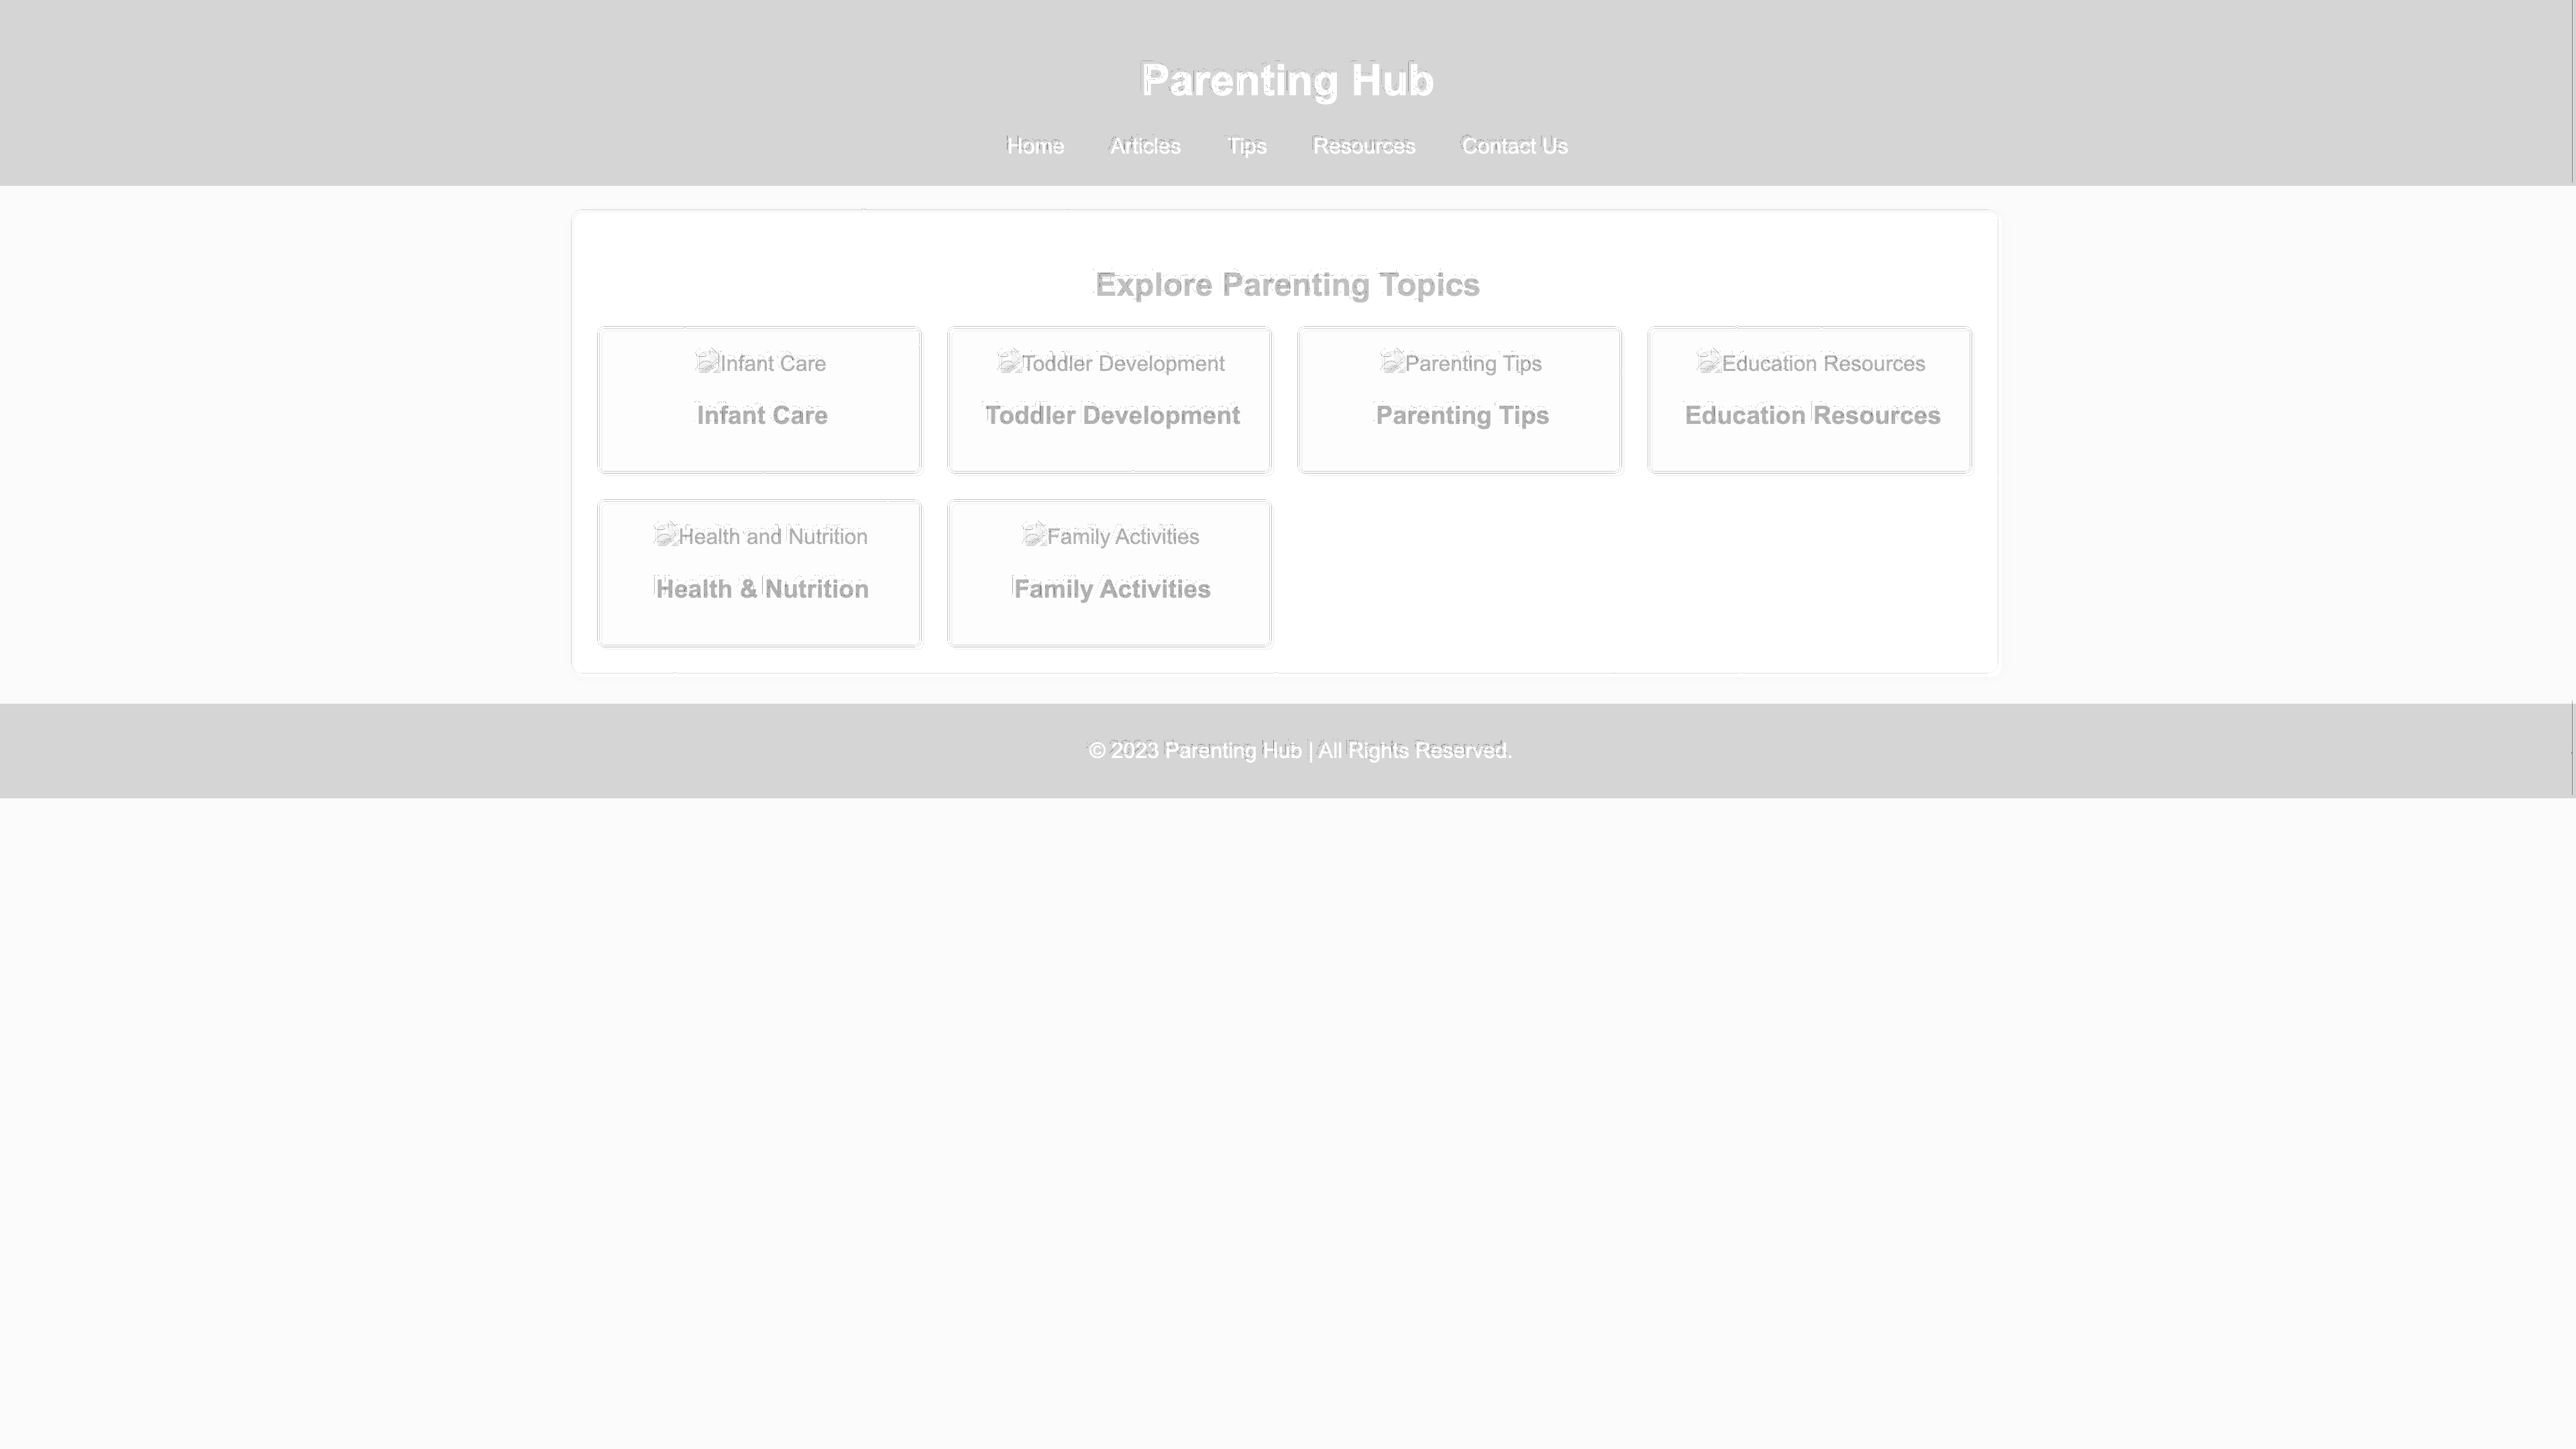 Parenting Hub
Home Articles Tips Resources Contact Us
Explore Parenting Topics
Infant Care Toddler Development Parenting Tips Education Resources
Infant Care Toddler Development Parenting Tips Education Resources
Health and Nutrition Family Activities
Health & Nutrition Family Activities
© 2023 Parenting Hub | All Rights Reserved.